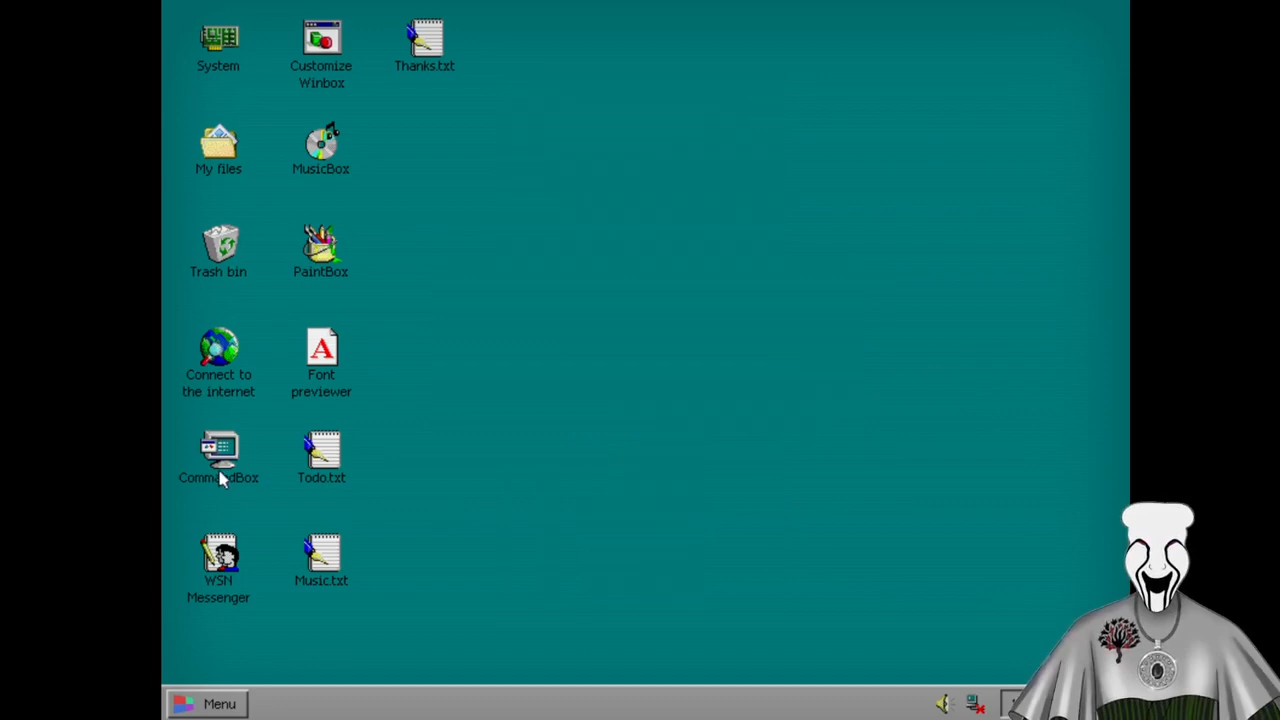 System
Customize
Winbox
Thanks.txt
My files
MusicBox
Trash bin
PaintBox
Connect to
the internet
Font
previewer
CommandBox
Todo.txt
WSN
Messenger
Music.txt
Menu